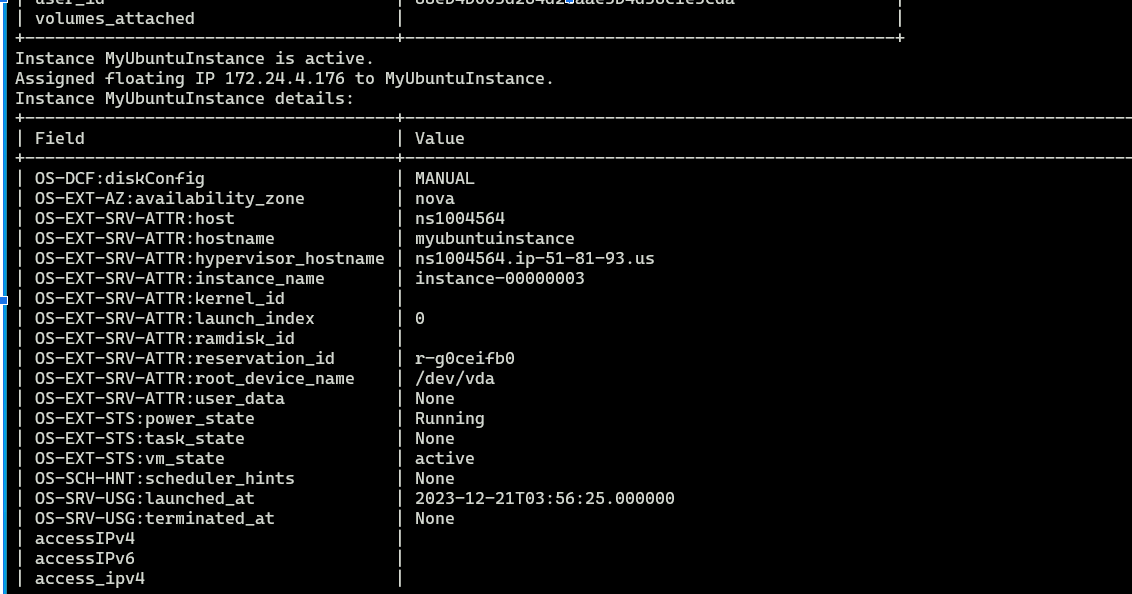 | volumes_attached | |
+-------------------------------------+-------------------------------------------------+
Instance MyUbuntuInstance is active.
Assigned floating IP 172.24.4.176 to MyUbuntuInstance.
Instance MyUbuntuInstance details:
+-------------------------------------+-------------------------------------------------------------------------
| Field | Value
+-------------------------------------+-------------------------------------------------------------------------
| OS-DCF:diskConfig | MANUAL
| OS-EXT-AZ:availability_zone | nova
| OS-EXT-SRV-ATTR:host | ns1004564
| OS-EXT-SRV-ATTR:hostname | myubuntuinstance
| OS-EXT-SRV-ATTR:hypervisor_hostname | ns1004564.ip-51-81-93.us
| OS-EXT-SRV-ATTR:instance_name | instance-00000003
| OS-EXT-SRV-ATTR:kernel_id |
| OS-EXT-SRV-ATTR:launch_index | 0
| OS-EXT-SRV-ATTR:ramdisk_id |
| OS-EXT-SRV-ATTR:reservation_id | r-g0ceifb0
| OS-EXT-SRV-ATTR:root_device_name | /dev/vda
| OS-EXT-SRV-ATTR:user_data | None
| OS-EXT-STS:power_state | Running
| OS-EXT-STS:task_state | None
| OS-EXT-STS:vm_state | active
| OS-SCH-HNT:scheduler_hints | None
| OS-SRV-USG:launched_at | 2023-12-21T03:56:25.000000
| OS-SRV-USG:terminated_at | None
| accessIPv4 |
| accessIPv6 |
| access_ipv4 |